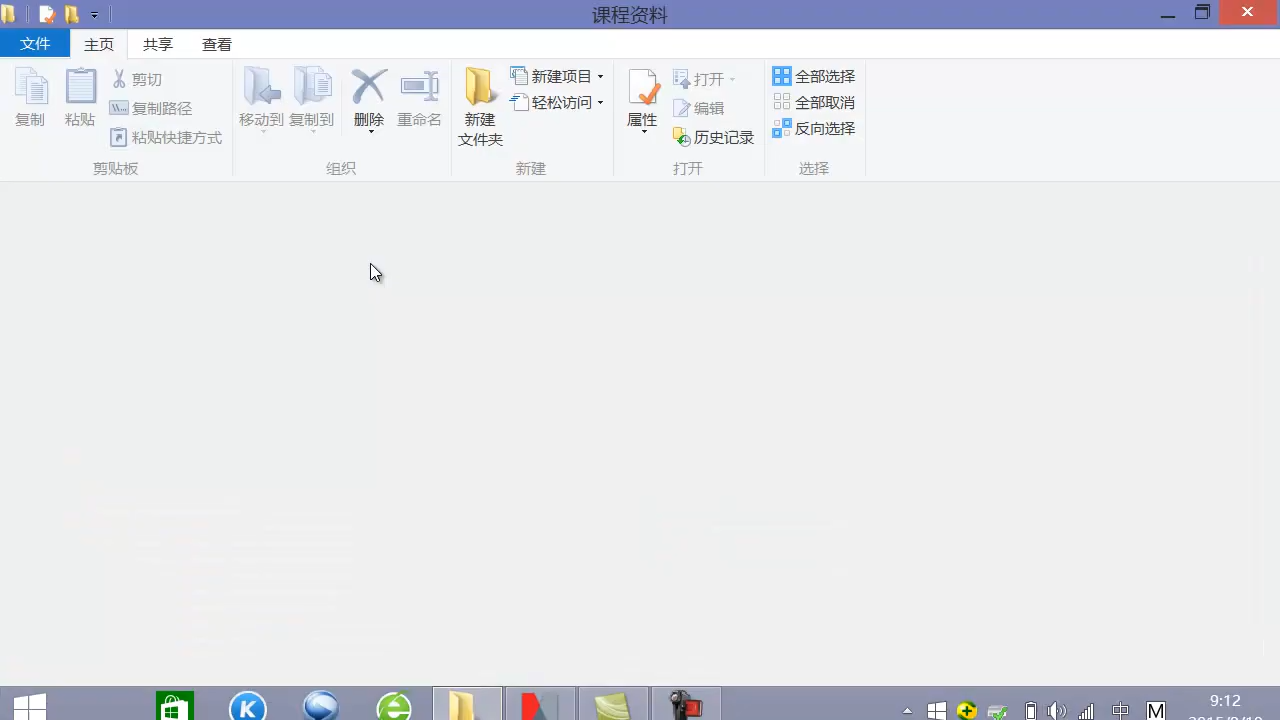 课程资料
文件 主页 共享 查看
复制 粘贴 剪切 复制路径 粘贴快捷方式
剪贴板
移动到 复制到 删除 重命名
组织
新建文件夹 新建项目 轻松访问
新建
属性 打开 编辑 历史记录
打开
全部选择 全部取消 反向选择
选择
中 M 9:12